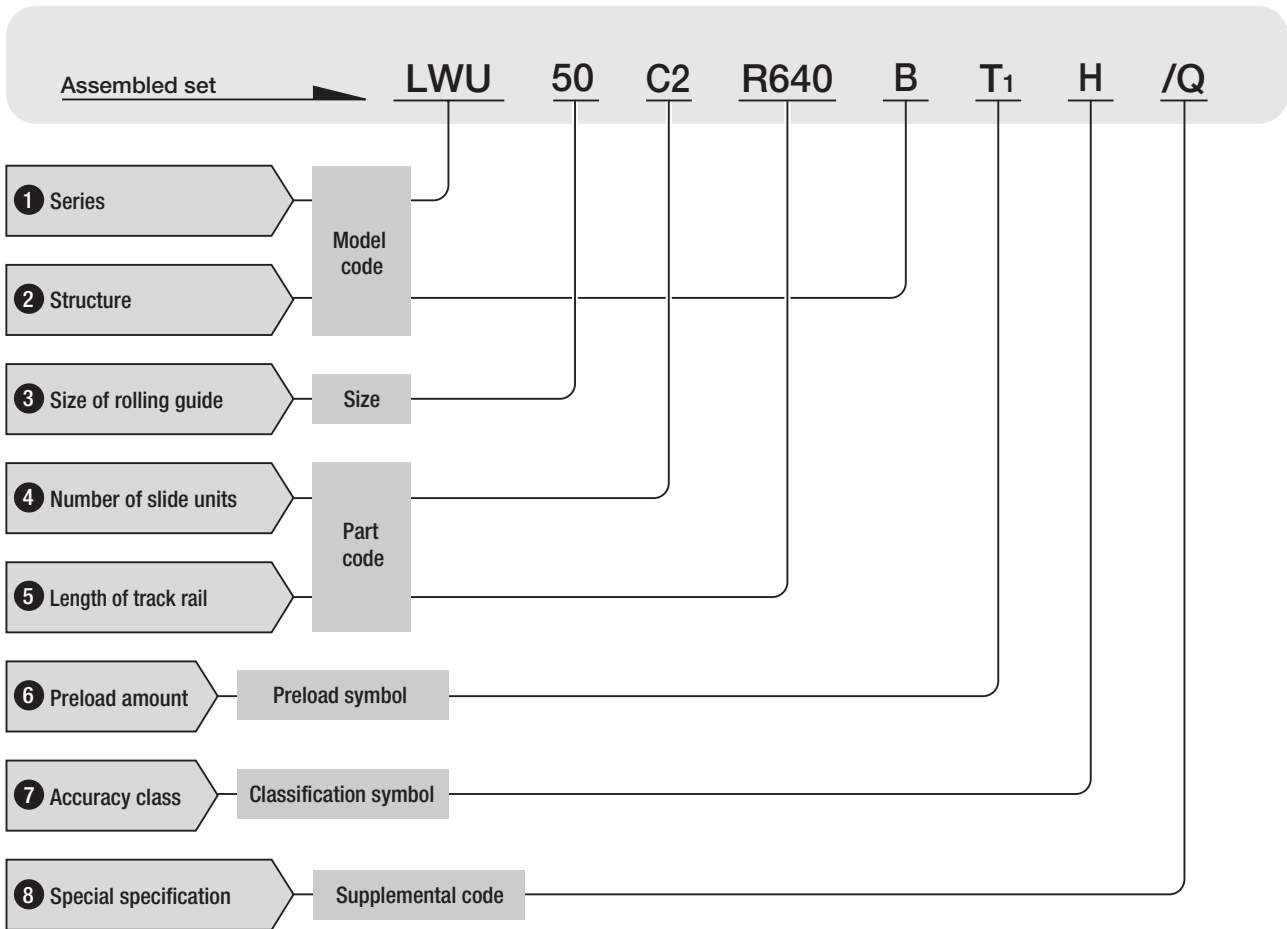 Assembled set LWU 50 C2 R640 B T1 H /Q
1 Series
Model
code
2 Structure
3 Size of rolling guide Size
4 Number of slide units
Part
code
5 Length of track rail
6 Preload amount Preload symbol
7 Accuracy class Classification symbol
8 Special specification Supplemental code